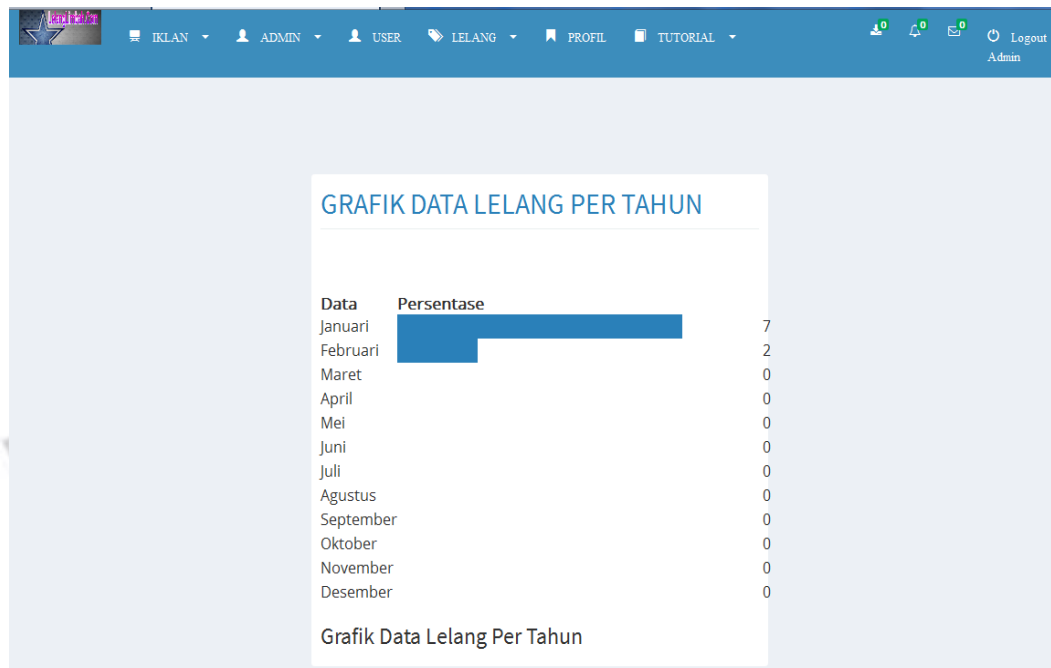 IKLAN ADMIN USER LELANG PROFIL TUTORIAL 0 0 0 Logout
Admin
GRAFIK DATA LELANG PER TAHUN
Data Persentase
Januari 7
Februari 2
Maret 0
April 0
Mei 0
Juni 0
Juli 0
Agustus 0
September 0
Oktober 0
November 0
Desember 0
Grafik Data Lelang Per Tahun